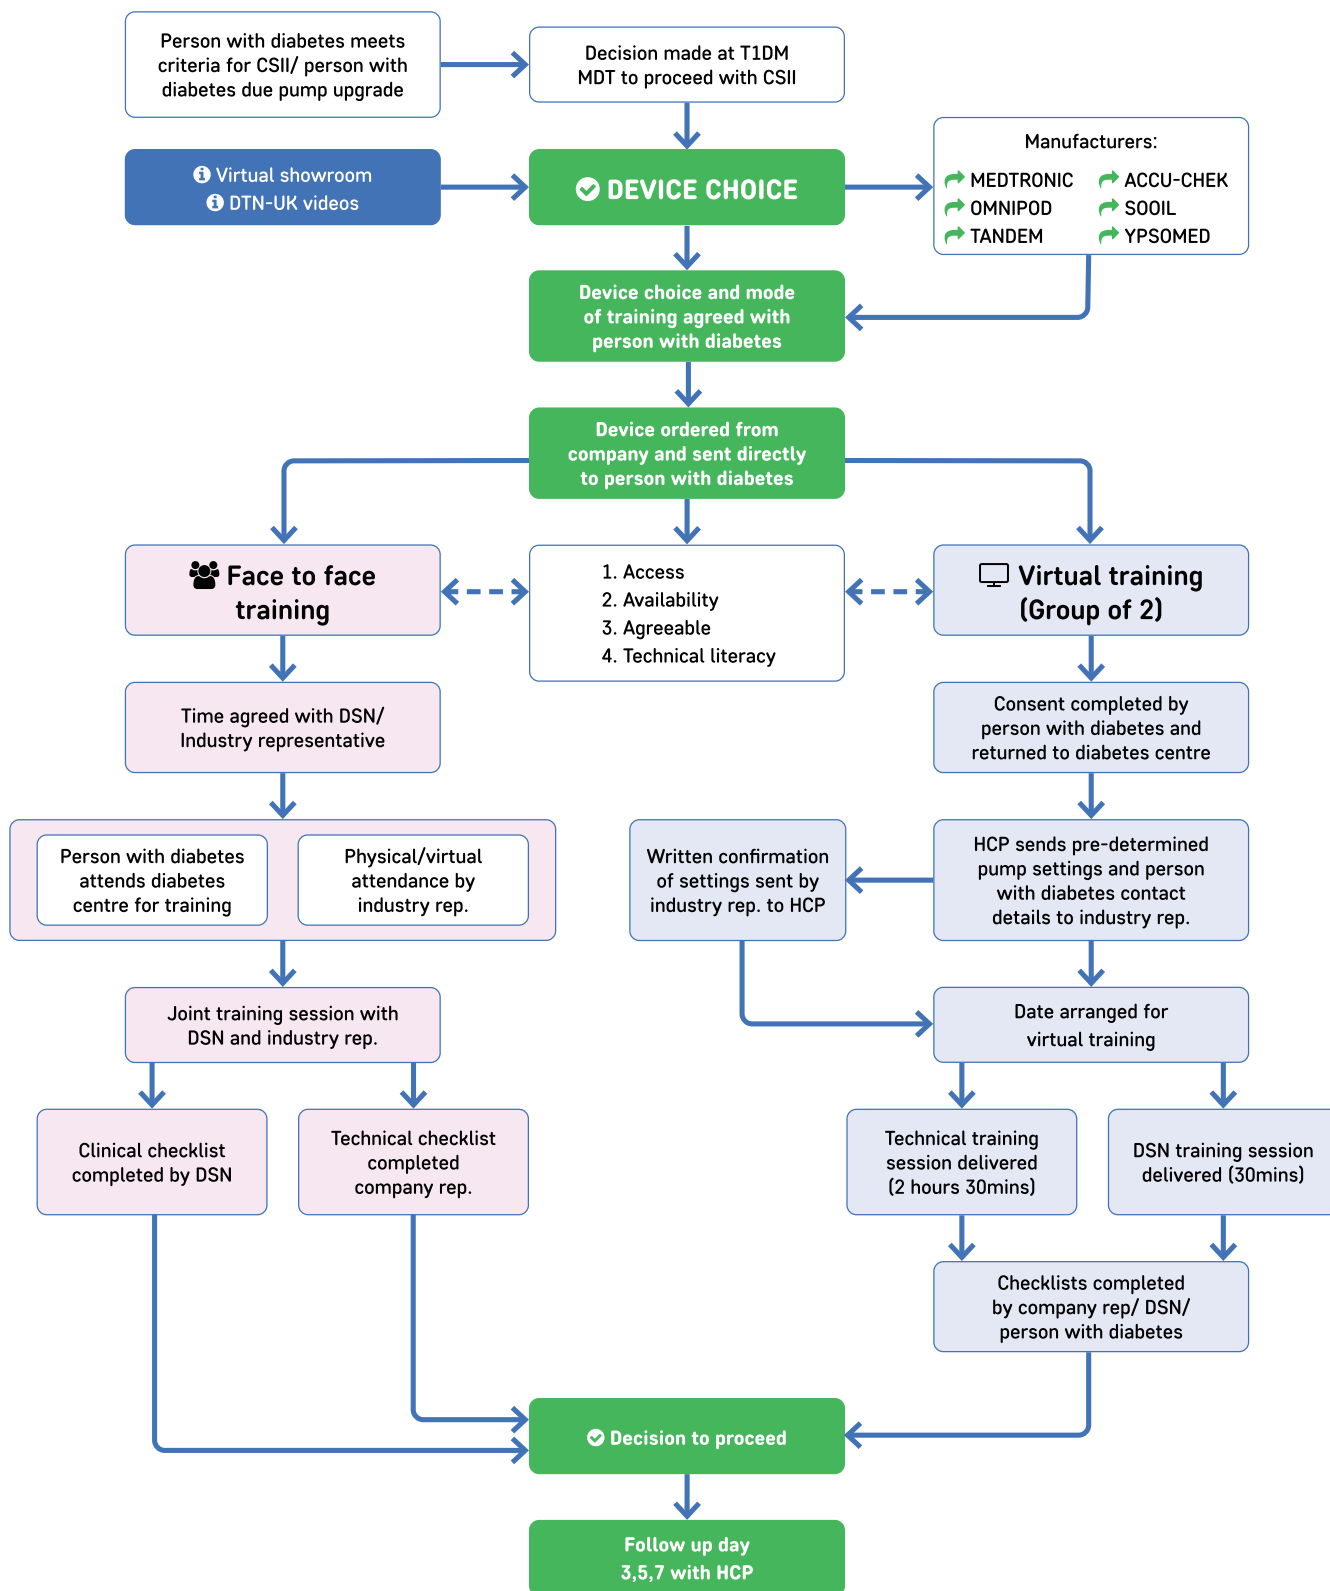 Person with diabetes meets
criteria for CSII/ person with
diabetes due pump upgrade
Decision made at T1DM
MDT to proceed with CSII
Virtual showroom
DTN-UK videos
DEVICE CHOICE
Manufacturers:
MEDTRONIC
OMNIPOD
TANDEM
ACCU-CHEK
SOOIL
YPSOMED
Device choice and mode
of training agreed with
person with diabetes
Device ordered from
company and sent directly
to person with diabetes
Face to face
training
1. Access
2. Availability
3. Agreeable
4. Technical literacy
Virtual training
(Group of 2)
Time agreed with DSN/
Industry representative
Consent completed by
person with diabetes and
returned to diabetes centre
Person with diabetes
attends diabetes
centre for training
Physical/virtual
attendance by
industry rep.
Written confirmation
of settings sent by
industry rep. to HCP
HCP sends pre-determined
pump settings and person
with diabetes contact
details to industry rep.
Joint training session with
DSN and industry rep.
Date arranged for
virtual training
Clinical checklist
completed by DSN
Technical checklist
completed
company rep.
Technical training
session delivered
(2 hours 30mins)
DSN training session
delivered (30mins)
Checklists completed
by company rep/ DSN/
person with diabetes
Decision to proceed
Follow up day
3,5,7 with HCP